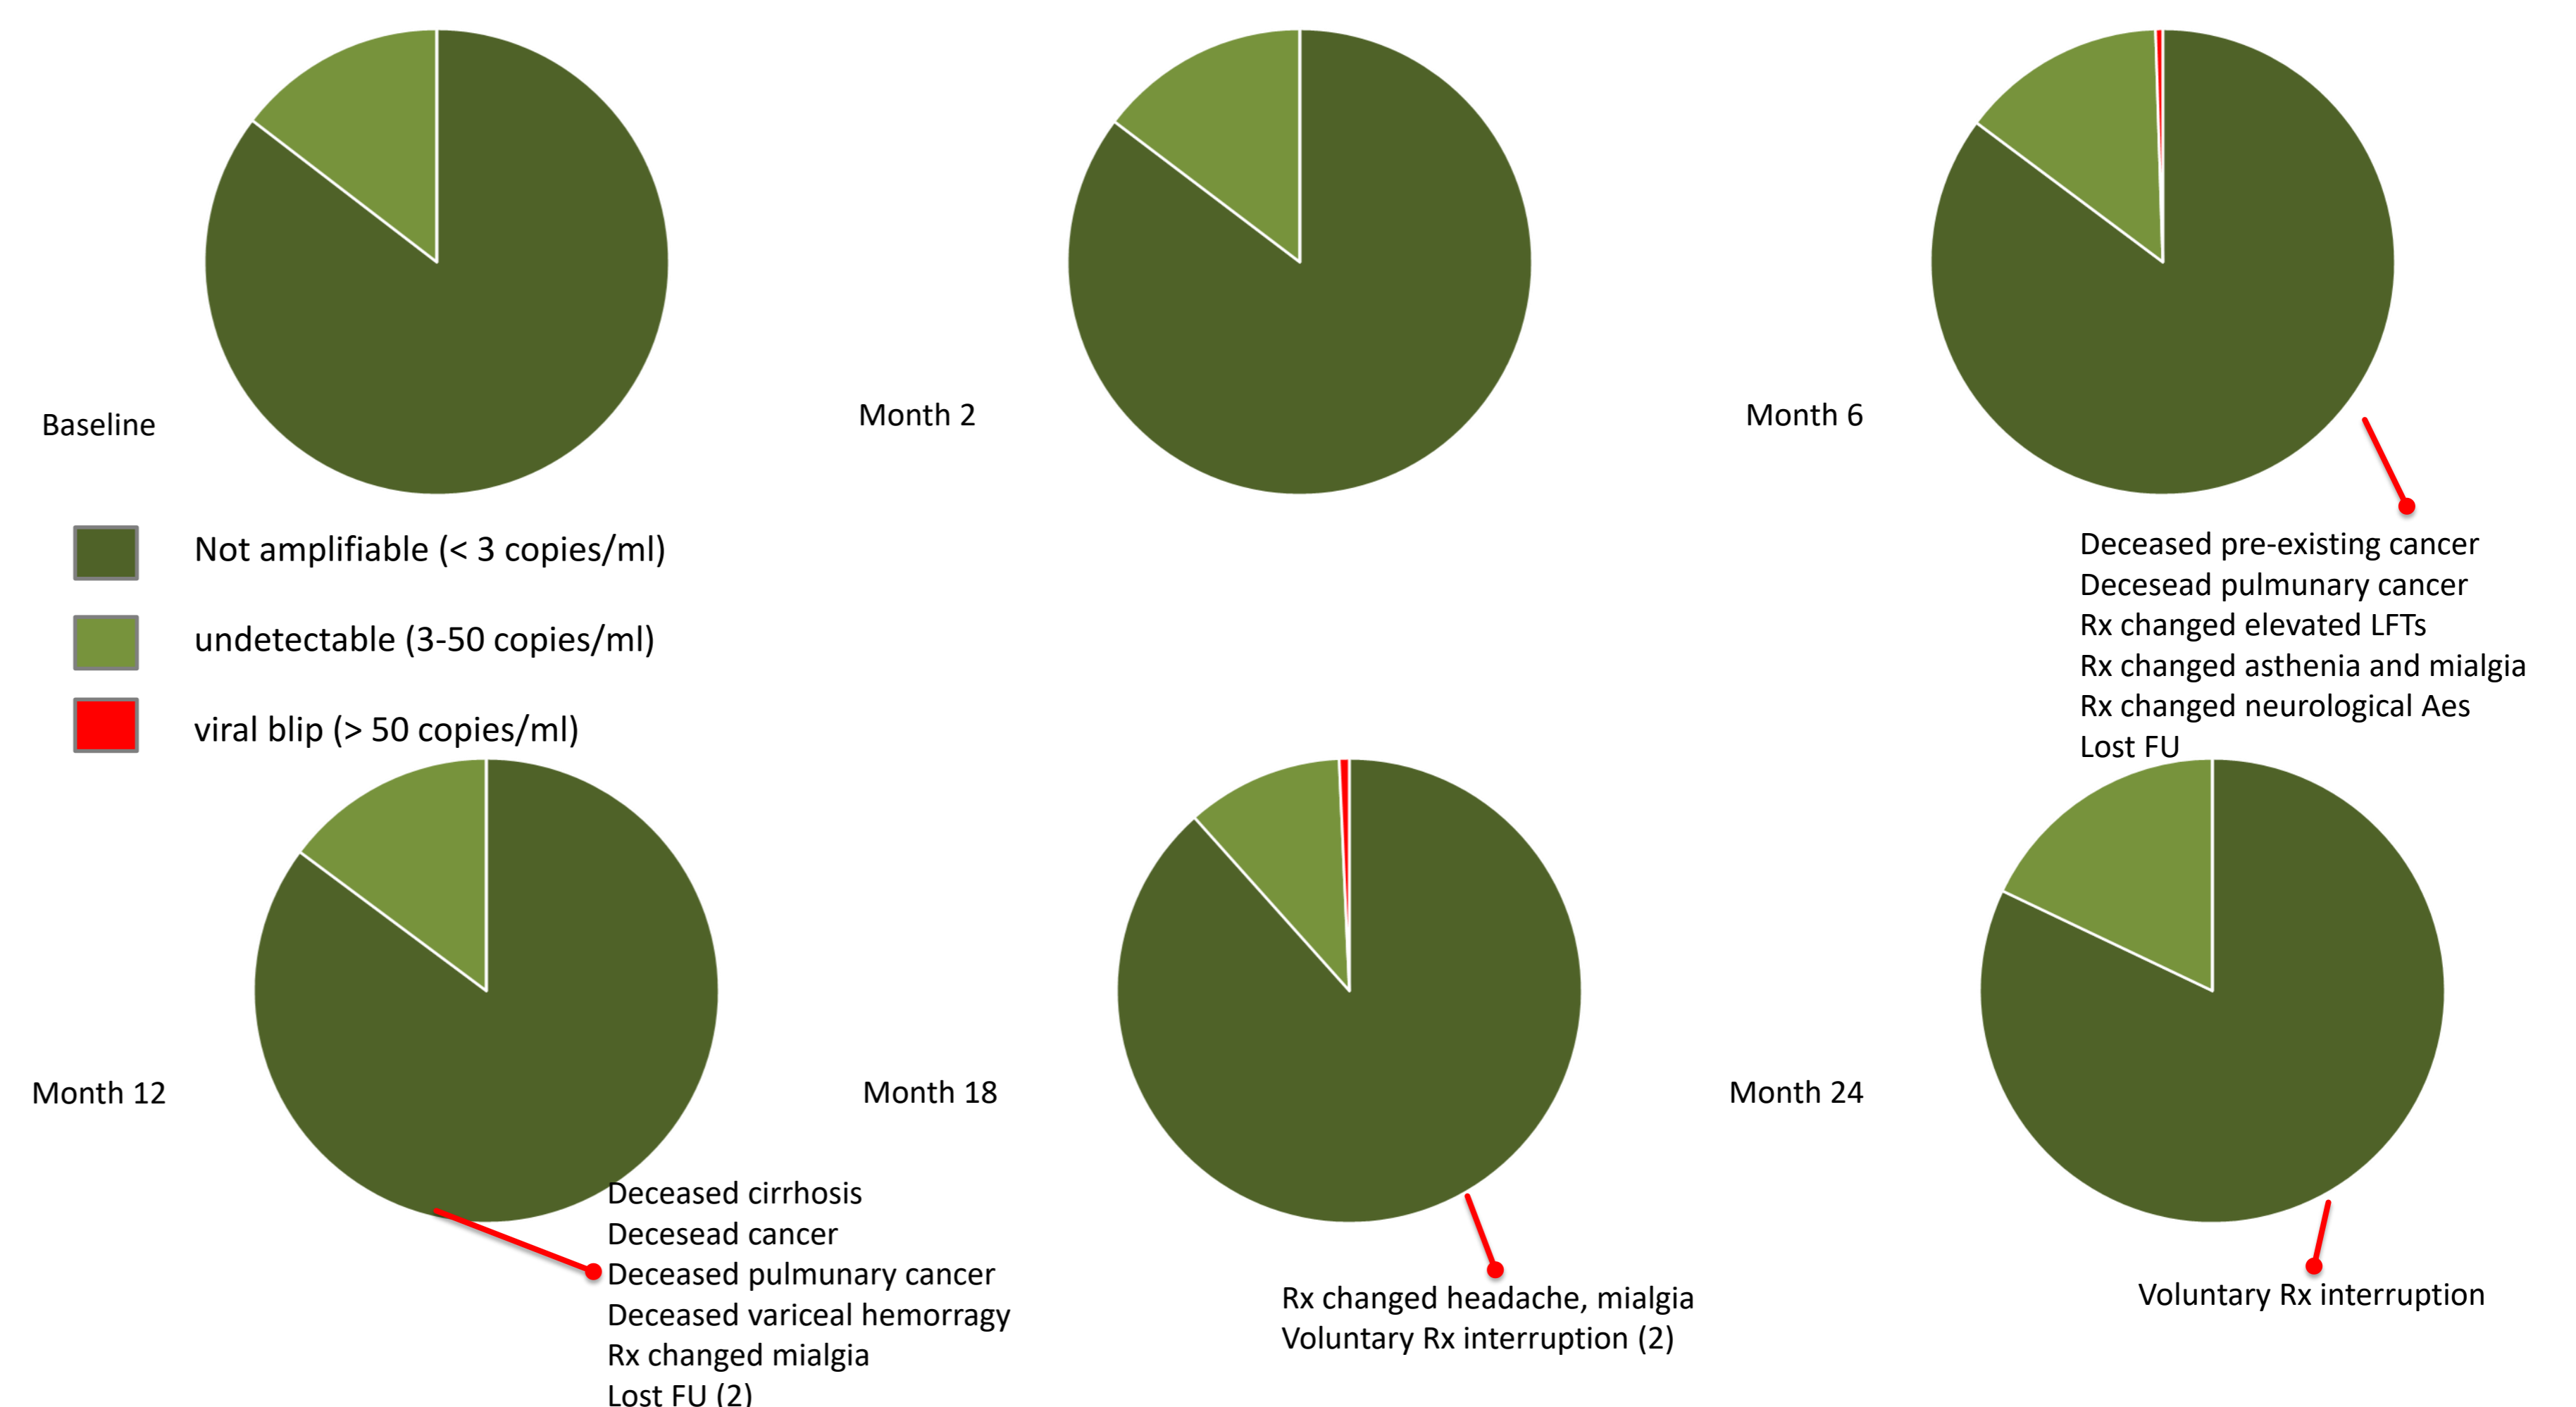 Baseline
Month 2
Month 6
Not amplifiable (< 3 copies/ml)
undetectable (3-50 copies/ml)
viral blip (> 50 copies/ml)
Deceased pre-existing cancer
Decesead pulmunary cancer
Rx changed elevated LFTs
Rx changed asthenia and mialgia
Rx changed neurological Aes
Lost FU
Month 12
Month 18
Month 24
Deceased cirrhosis
Decesead cancer
Deceased pulmunary cancer
Deceased variceal hemorragy
Rx changed mialgia
Lost FU (2)
Rx changed headache, mialgia
Voluntary Rx interruption (2)
Voluntary Rx interruption